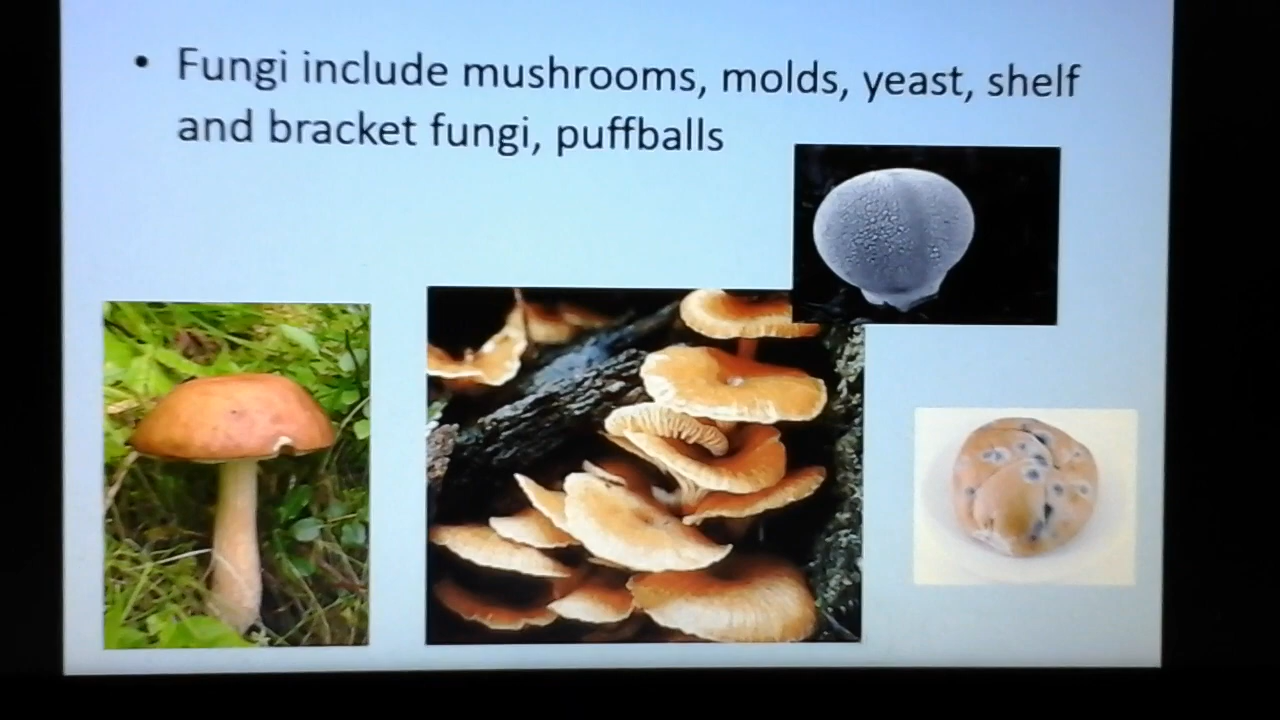 • Fungi include mushrooms, molds, yeast, shelf
and bracket fungi, puffballs